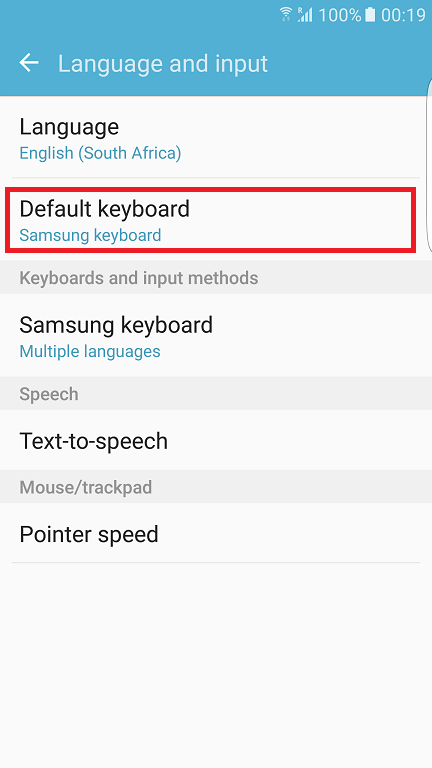 R 100% 00:19
Language and input
Language
English (South Africa)
Default keyboard
Samsung keyboard
Keyboards and input methods
Samsung keyboard
Multiple languages
Speech
Text-to-speech
Mouse/trackpad
Pointer speed